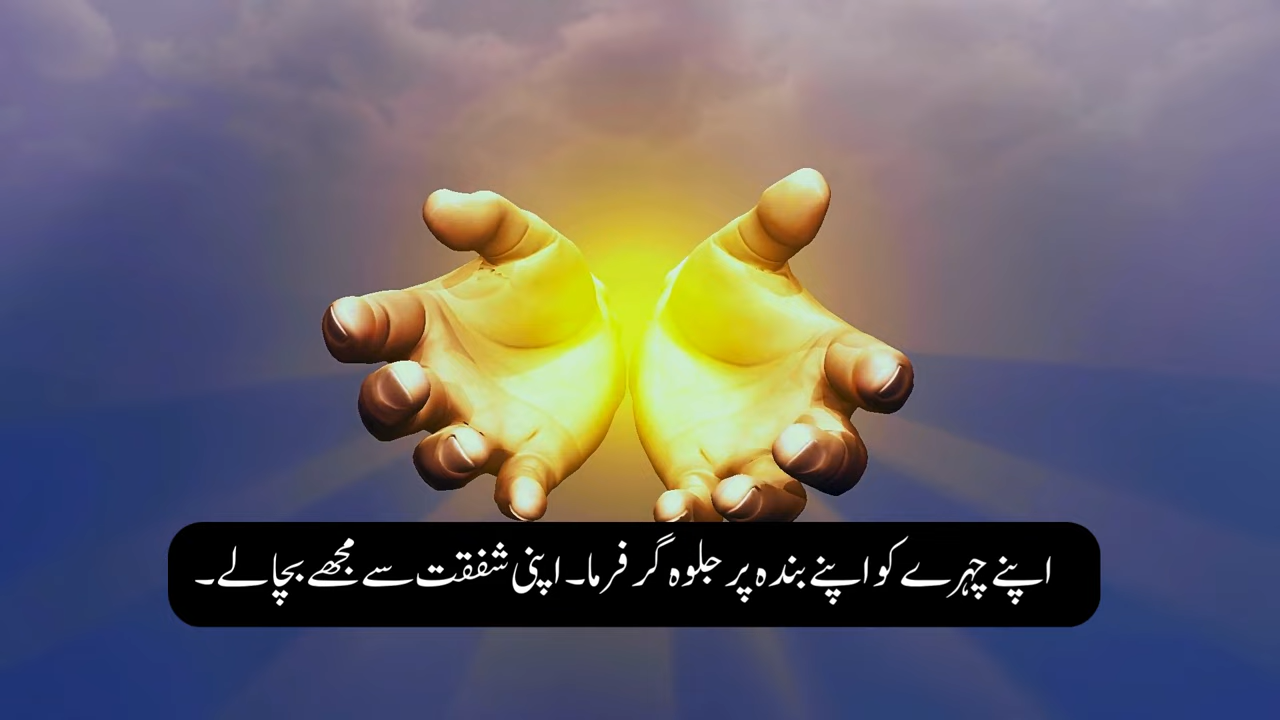 اپنے چہرے کو اپنے بندہ پر جلوہ گر فرما۔ اپنی شفقت سے مجھے بچالے۔